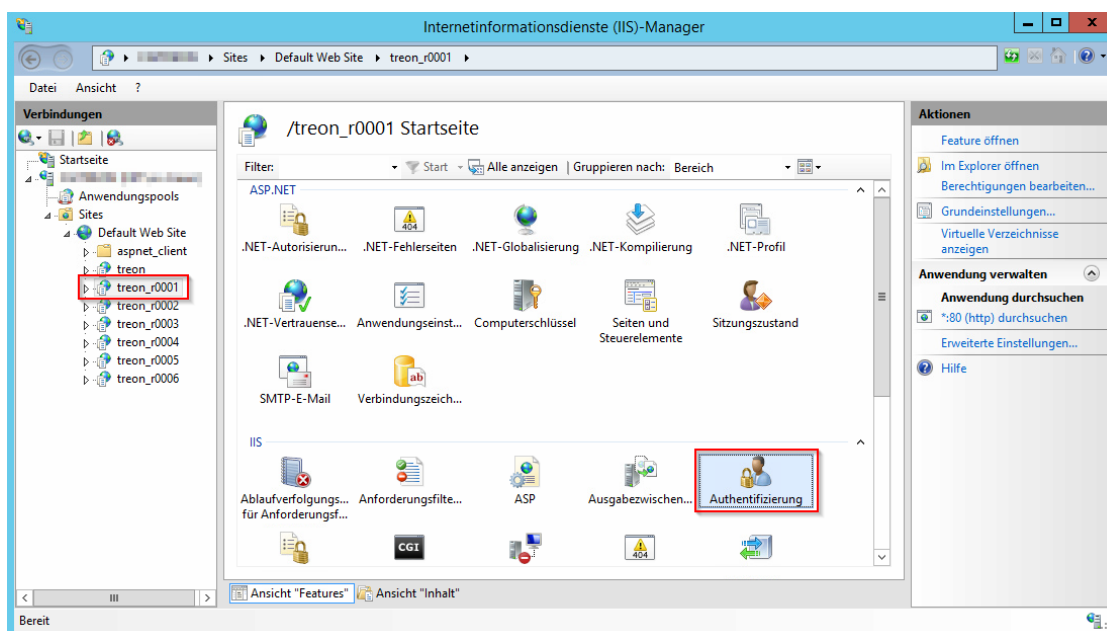 Internetinformationsdienste (IIS)-Manager
Sites Default Web Site treon_r0001
Datei Ansicht ?
Verbindungen
Startseite
Anwendungspools
Sites
Default Web Site
aspnet_client
treon
treon_r0001
treon_r0002
treon_r0003
treon_r0004
treon_r0005
treon_r0006
/treon_r0001 Startseite
Filter: Start Alle anzeigen Gruppieren nach: Bereich
ASP.NET
.NET-Autorisierun... .NET-Fehlerseiten .NET-Globalisierung .NET-Kompilierung .NET-Profil
.NET-Vertrauense... Anwendungseinst... Computerschlüssel Seiten und Sitzungszustand
Steuerelemente
SMTP-E-Mail Verbindungszeich...
IIS
Ablaufverfolgungs... Anforderungsfilte... ASP Ausgabezwischen... Authentifizierung
für Anforderungsf...
404
CGI
404
Ansicht "Features" Ansicht "Inhalt"
Aktionen
Feature öffnen
Im Explorer öffnen
Berechtigungen bearbeiten...
Grundeinstellungen...
Virtuelle Verzeichnisse
anzeigen
Anwendung verwalten
Anwendung durchsuchen
*:80 (http) durchsuchen
Erweiterte Einstellungen...
Hilfe
Bereit